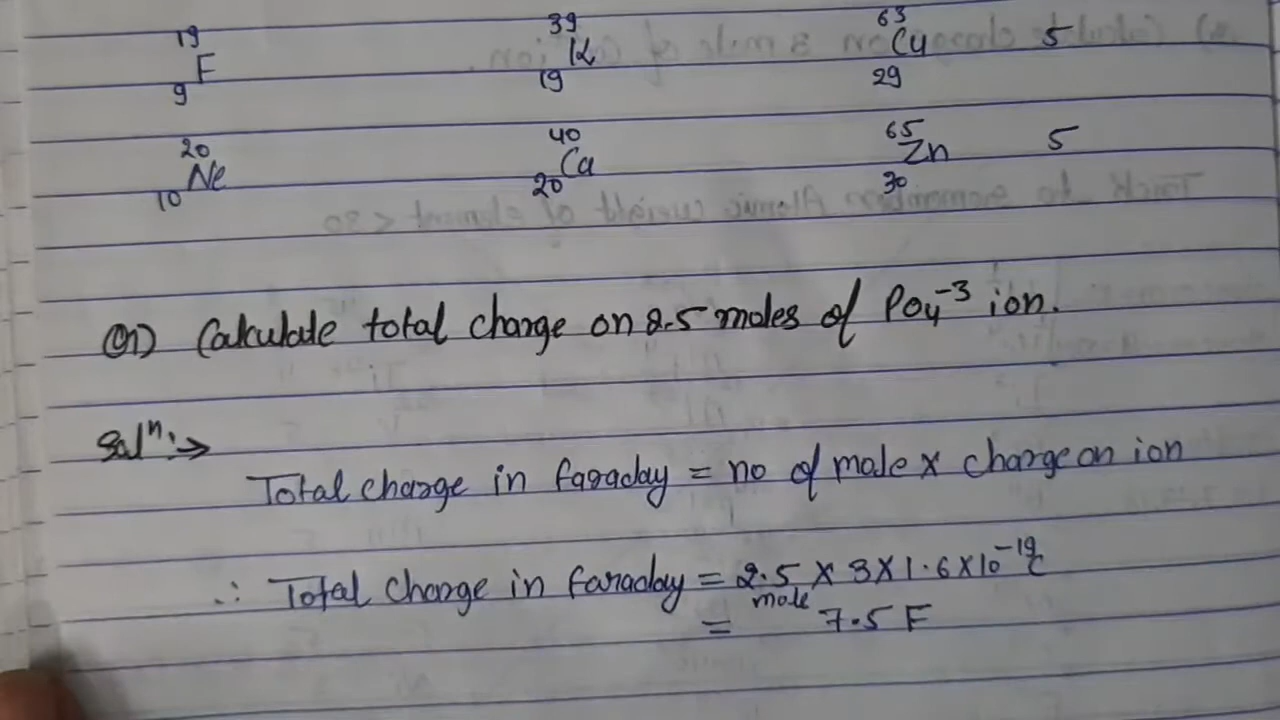 19 F 9 39 K 19 63 Cu 29 5
20 Ne 10 40 Ca 20 65 Zn 30 5
Q1) Calculate total charge on 2.5 moles of PO4^-3 ion.
Solⁿ :->
Total charge in faraday = no of mole x charge on ion
∴ Total charge in faraday = 2.5 x 3 x 1.6 x 10^-19 C
mole
= 7.5 F